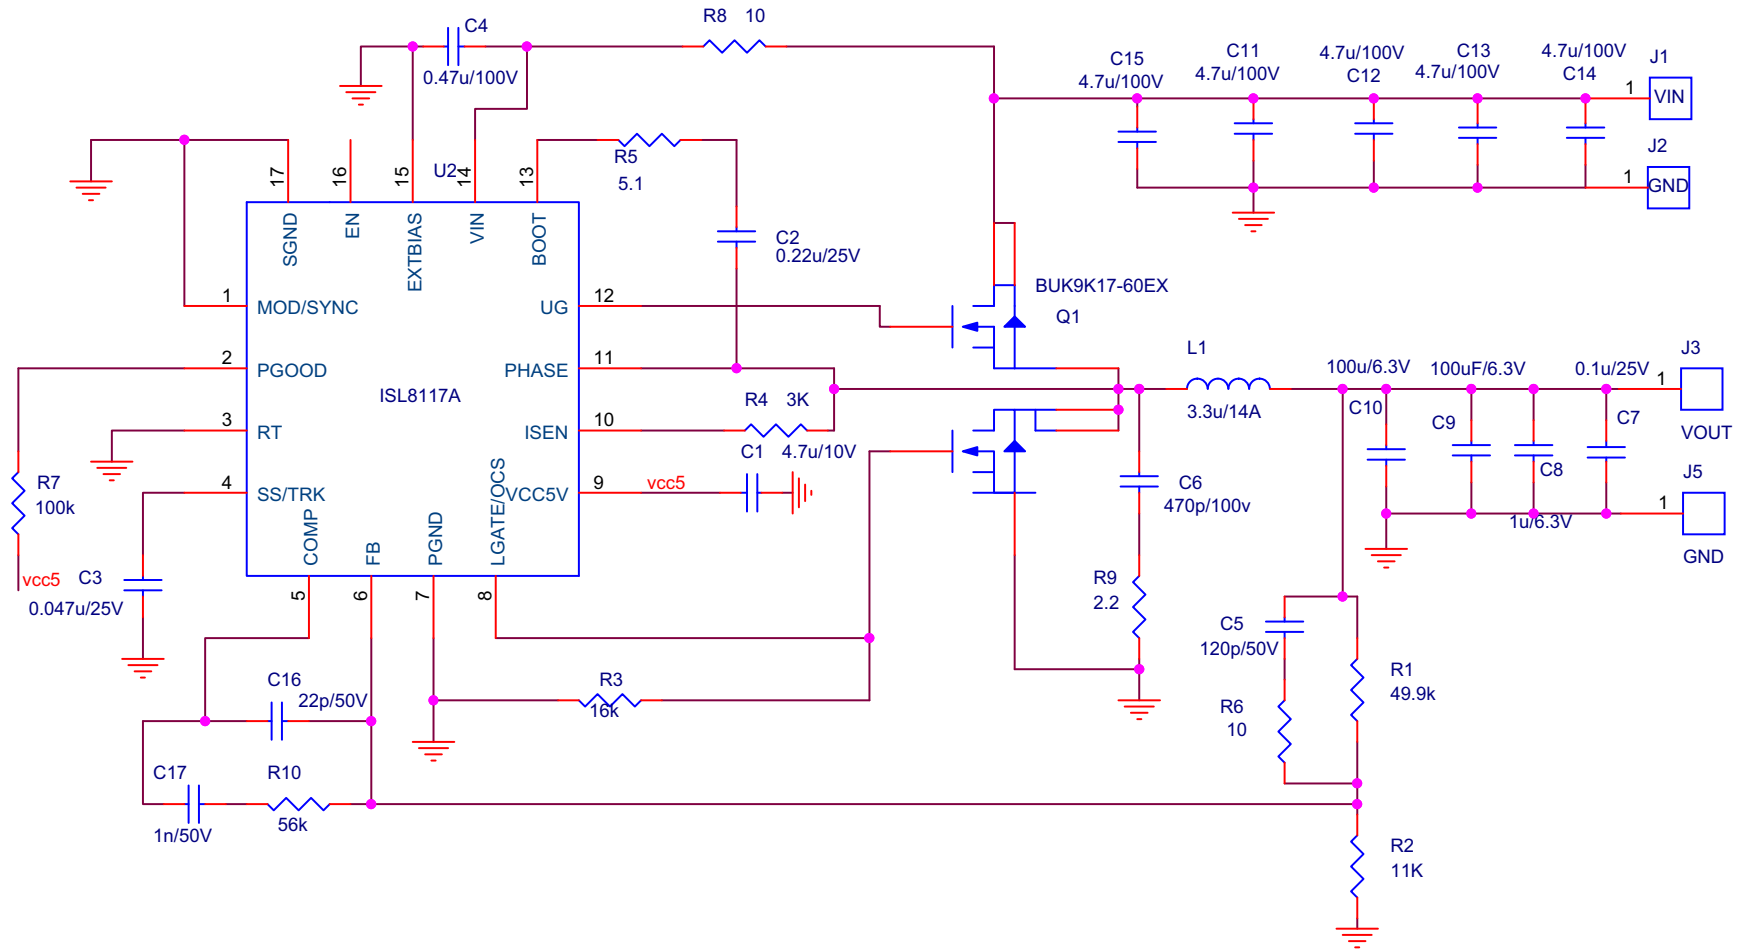 C4
0.47u/100V
R8 10
C15
4.7u/100V
C11
4.7u/100V
4.7u/100V
C12
C13
4.7u/100V
4.7u/100V
C14
J1
1
VIN
J2
1
GND
17
16
15
U2
14
13
R5
5.1
SGND
EN
EXTBIAS
VIN
BOOT
C2
0.22u/25V
1
MOD/SYNC
UG
12
BUK9K17-60EX
Q1
2
PGOOD
PHASE
11
ISL8117A
R4 3K
L1
3.3u/14A
100u/6.3V
C10
100uF/6.3V
C9
0.1u/25V
C7
J3
1
VOUT
3
RT
ISEN
10
C1
4.7u/10V
4
SS/TRK
VCC5V
9
vcc5
C6
470p/100v
C8
1u/6.3V
J5
1
GND
R7
100k
vcc5
C3
0.047u/25V
COMP
FB
PGND
LGATE/OCS
5
6
7
8
R9
2.2
C5
120p/50V
R1
49.9k
R6
10
C16
22p/50V
R3
16k
C17
1n/50V
R10
56k
R2
11K